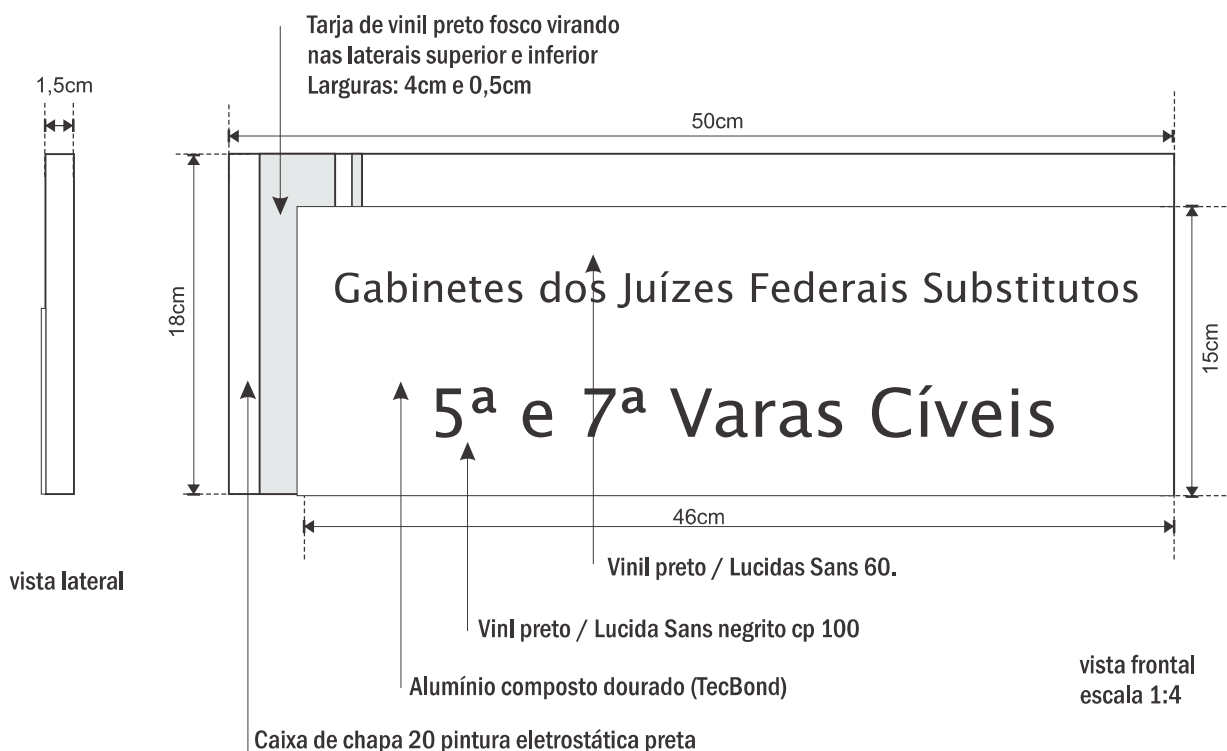 Tarja de vinil preto fosco virando
nas laterais superior e inferior
Larguras: 4cm e 0,5cm
1,5cm
50cm
18cm
Gabinetes dos Juízes Federais Substitutos
15cm
5ª e 7ª Varas Cíveis
46cm
vista lateral
Vinil preto / Lucidas Sans 60.
Vinl preto / Lucida Sans negrito cp 100
Alumínio composto dourado (TecBond)
vista frontal
escala 1:4
Caixa de chapa 20 pintura eletrostática preta